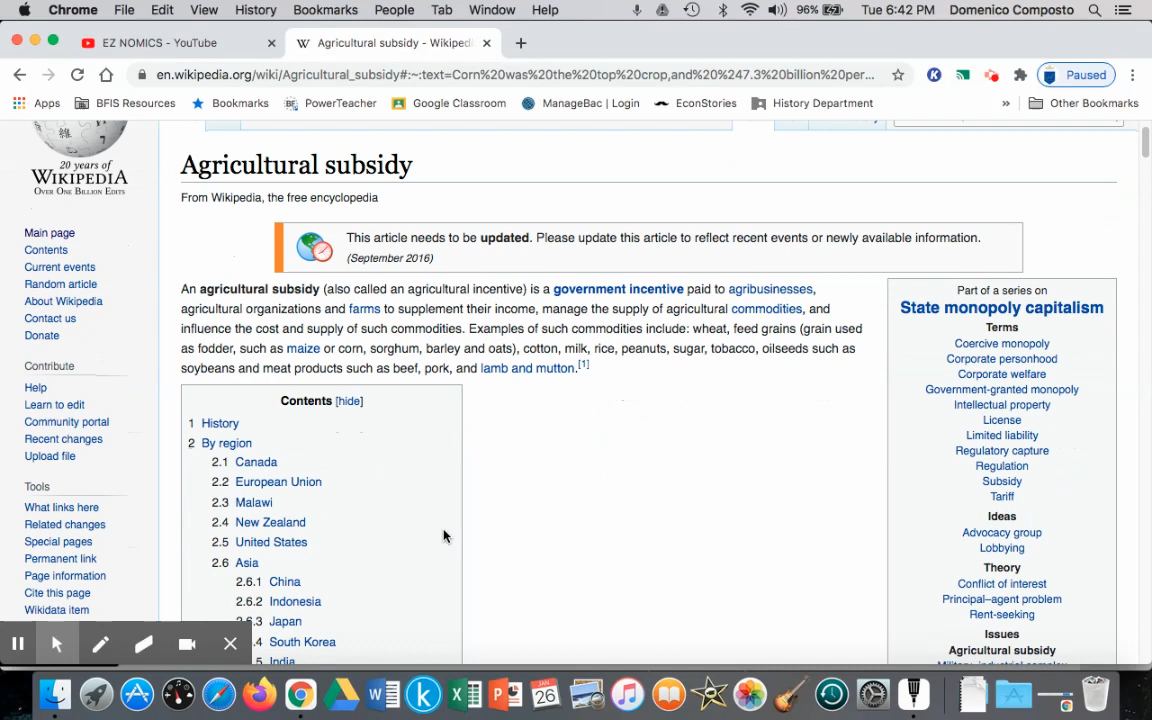 Chrome File Edit View History Bookmarks People Tab Window Help 96% Tue 6:42 PM Domenico Composto
EZ NOMICS - YouTube
Agricultural subsidy - Wikiped
en.wikipedia.org/wiki/Agricultural_subsidy#:~:text=Corn%20was%20the%20top%20crop,and%20%247.3%20billion%20per...
Paused
Apps BFIS Resources Bookmarks PowerTeacher Google Classroom ManageBac | Login EconStories History Department » Other Bookmarks
20 years of
WIKIPEDIA
OVER ONE BILLION EDITS
Main page
Contents
Current events
Random article
About Wikipedia
Contact us
Donate
Contribute
Help
Learn to edit
Community portal
Recent changes
Upload file
Tools
What links here
Related changes
Special pages
Permanent link
Page information
Cite this page
Wikidata item
Agricultural subsidy
From Wikipedia, the free encyclopedia
This article needs to be updated. Please update this article to reflect recent events or newly available information.
(September 2016)
An agricultural subsidy (also called an agricultural incentive) is a government incentive paid to agribusinesses,
agricultural organizations and farms to supplement their income, manage the supply of agricultural commodities, and
influence the cost and supply of such commodities. Examples of such commodities include: wheat, feed grains (grain used
as fodder, such as maize or corn, sorghum, barley and oats), cotton, milk, rice, peanuts, sugar, tobacco, oilseeds such as
soybeans and meat products such as beef, pork, and lamb and mutton.[1]
Contents [hide]
1 History
2 By region
2.1 Canada
2.2 European Union
2.3 Malawi
2.4 New Zealand
2.5 United States
2.6 Asia
2.6.1 China
2.6.2 Indonesia
.3 Japan
.4 South Korea
5 India
Part of a series on
State monopoly capitalism
Terms
Coercive monopoly
Corporate personhood
Corporate welfare
Government-granted monopoly
Intellectual property
License
Limited liability
Regulatory capture
Regulation
Subsidy
Tariff
Ideas
Advocacy group
Lobbying
Theory
Conflict of interest
Principal–agent problem
Rent-seeking
Issues
Agricultural subsidy
JAN
26